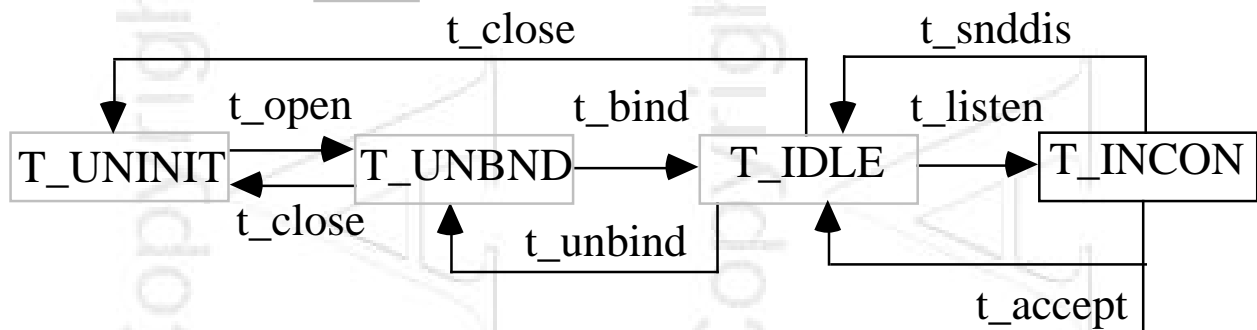 t_close
t_snddis
t_open
t_bind
t_listen
T_UNINIT
T_UNBND
T_IDLE
T_INCON
t_close
t_unbind
t_accept